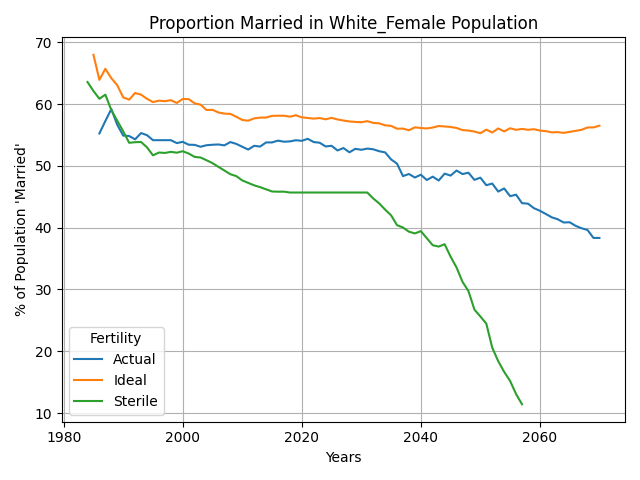 Proportion Married in White_Female Population
% of Population 'Married'
70
60
50
40
30
20
10
Fertility
Actual
Ideal
Sterile
1980 2000 2020 2040 2060
Years